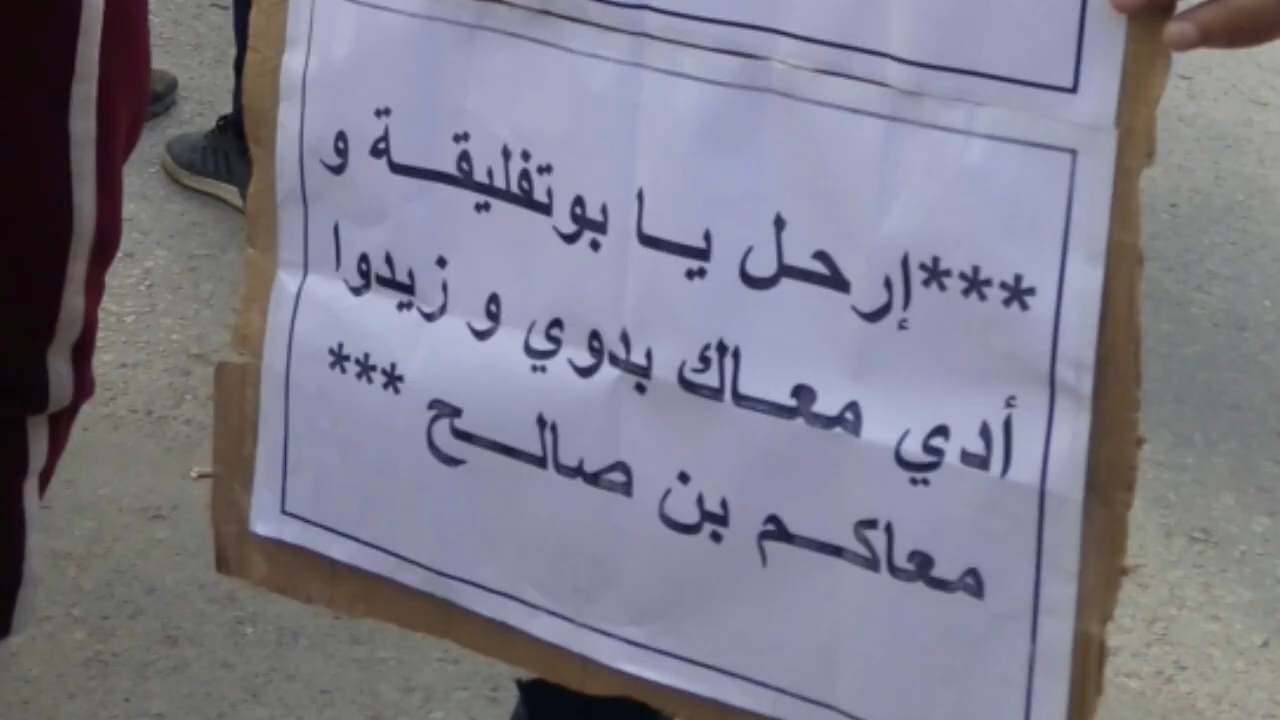 ***إرحل يا بوتفليقة و
أدي معاك بدوي و زيدوا
معاكم بن صالح ***